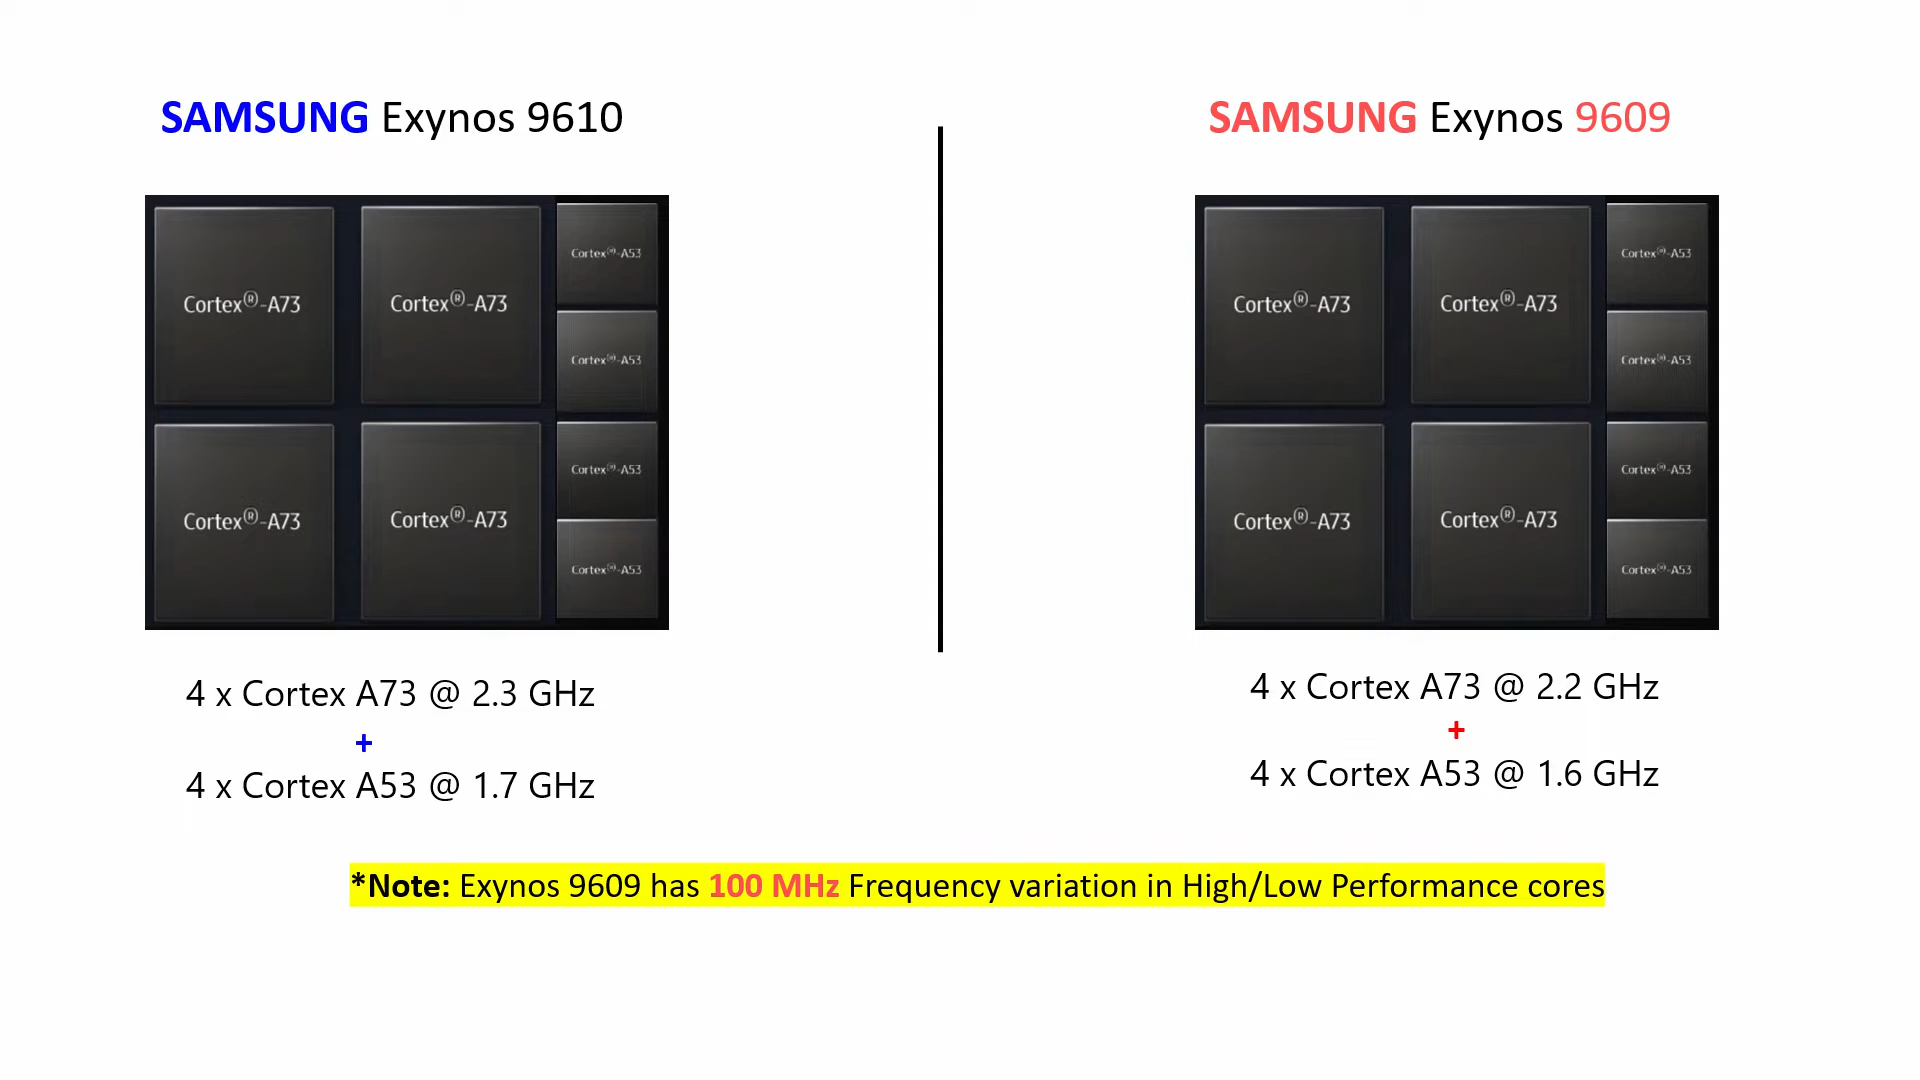 SAMSUNG Exynos 9610
Cortex®-A73
Cortex®-A73
Cortex®-A53
Cortex®-A53
Cortex®-A73
Cortex®-A73
Cortex®-A53
Cortex®-A53
4 x Cortex A73 @ 2.3 GHz
+
4 x Cortex A53 @ 1.7 GHz
SAMSUNG Exynos 9609
Cortex®-A73
Cortex®-A73
Cortex®-A53
Cortex®-A53
Cortex®-A73
Cortex®-A73
Cortex®-A53
Cortex®-A53
4 x Cortex A73 @ 2.2 GHz
+
4 x Cortex A53 @ 1.6 GHz
*Note: Exynos 9609 has 100 MHz Frequency variation in High/Low Performance cores